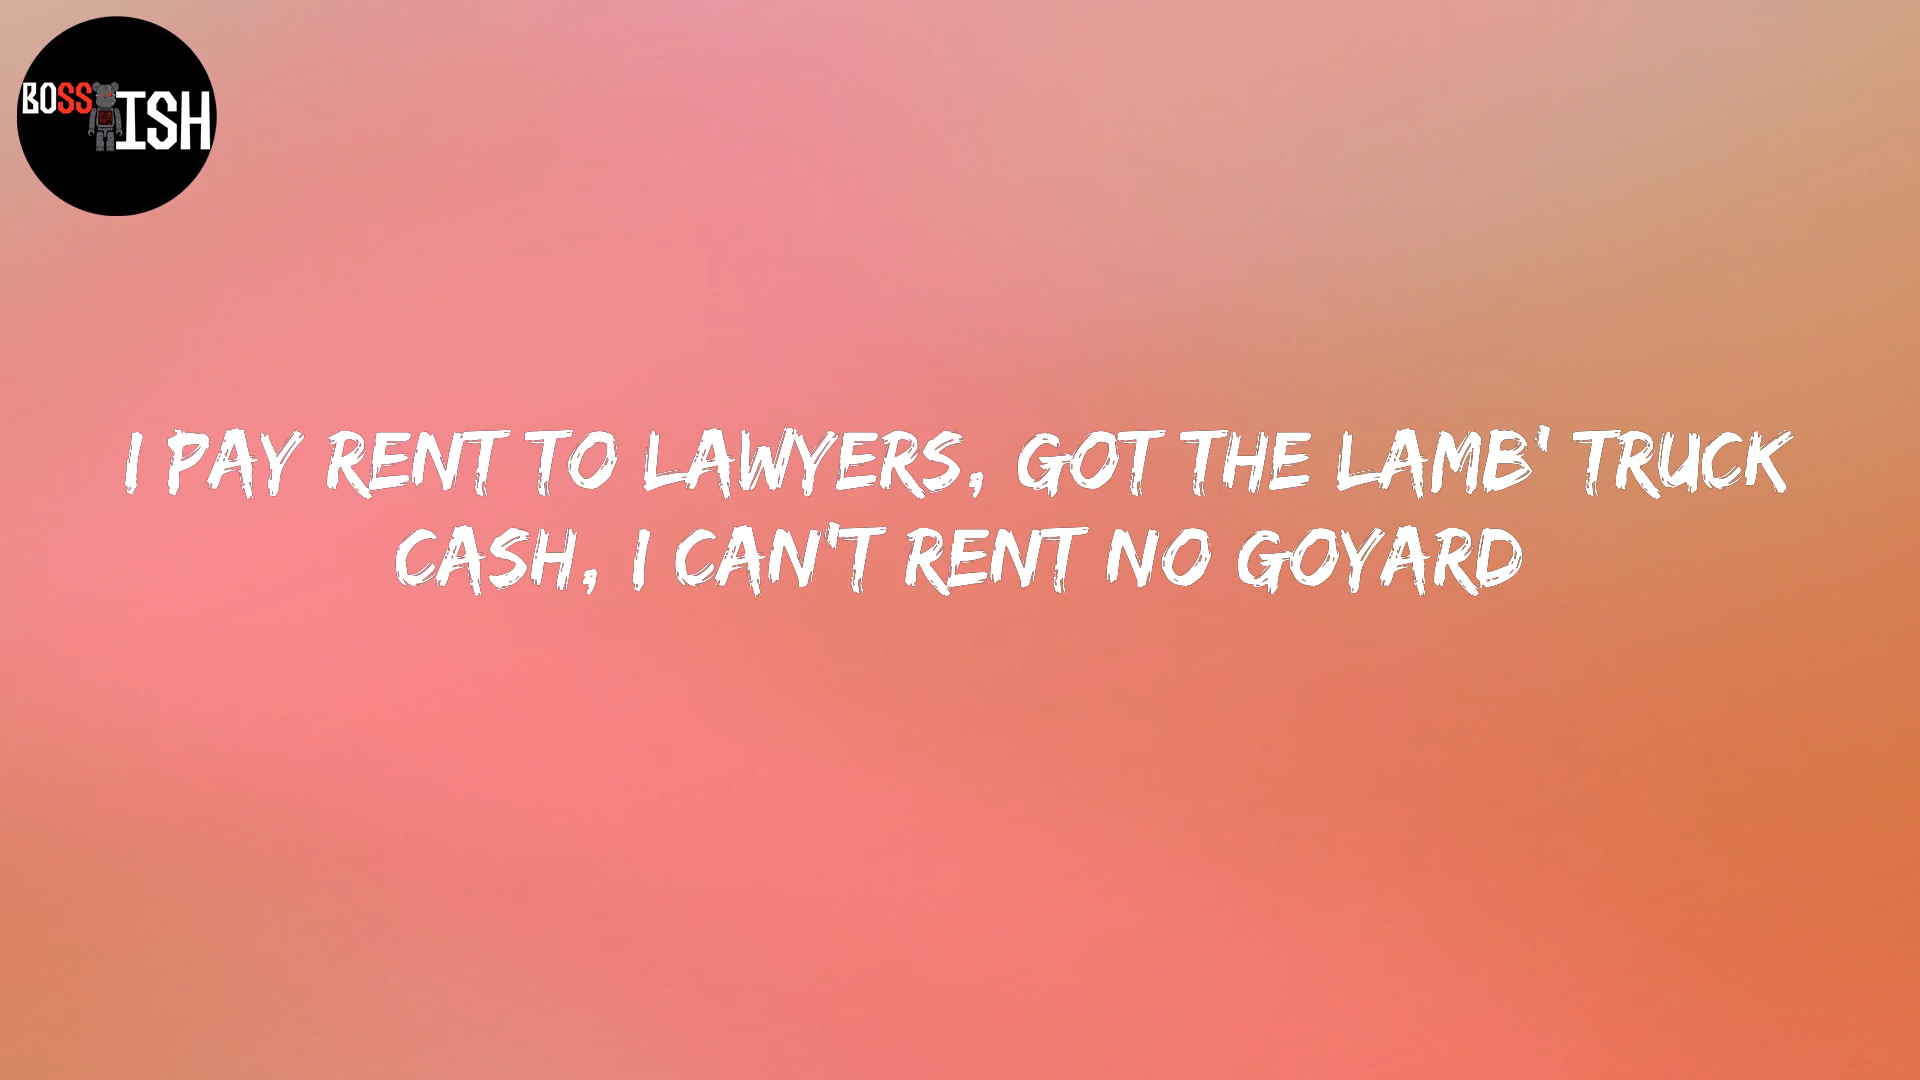 BOSS ISH
I PAY RENT TO LAWYERS, GOT THE LAMB' TRUCK
CASH, I CAN'T RENT NO GOYARD